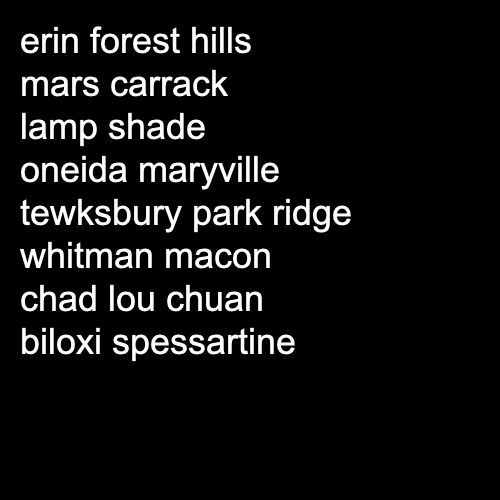 erin forest hills
mars carrack
lamp shade
oneida maryville
tewksbury park ridge
whitman macon
chad lou chuan
biloxi spessartine